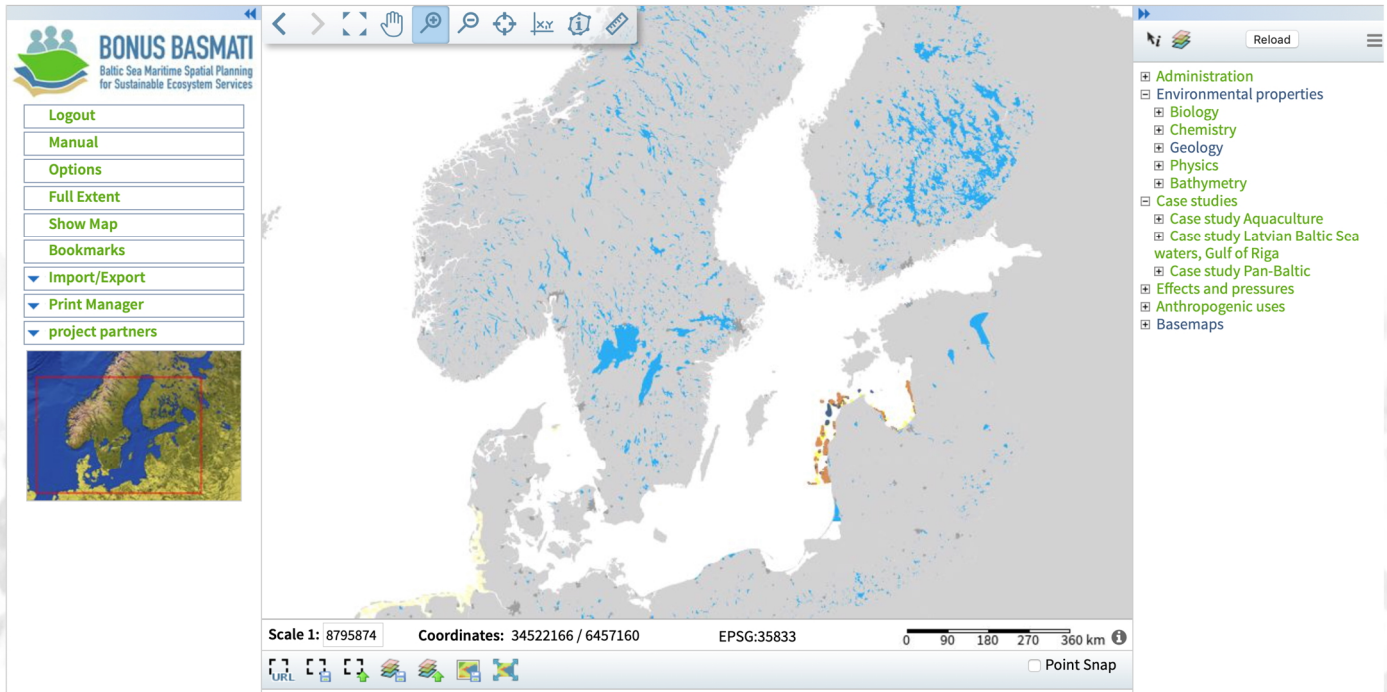 BONUS BASMATI
Baltic Sea Maritime Spatial Planning
for Sustainable Ecosystem Services
Logout
Manual
Options
Full Extent
Show Map
Bookmarks
Import/Export
Print Manager
project partners
x,y
i
Scale 1: 8795874
Coordinates: 34522166 / 6457160
EPSG:35833
0 90 180 270 360 km
i
URL
Point Snap
i
Reload
Administration
Environmental properties
Biology
Chemistry
Geology
Physics
Bathymetry
Case studies
Case study Aquaculture
Case study Latvian Baltic Sea
waters, Gulf of Riga
Case study Pan-Baltic
Effects and pressures
Anthropogenic uses
Basemaps